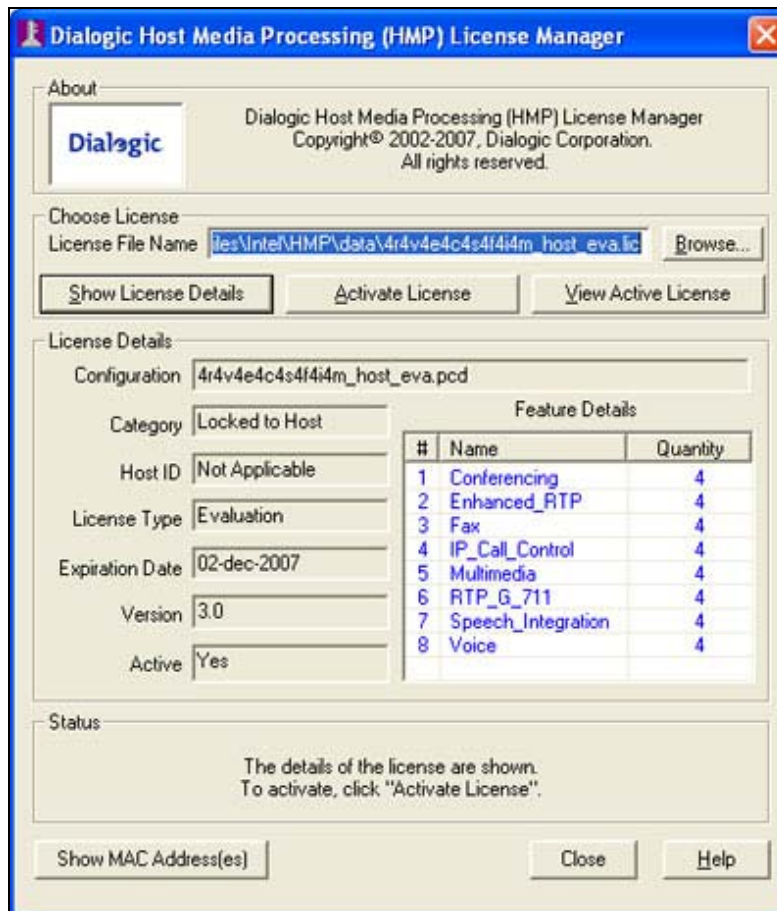 Dialogic Host Media Processing (HMP) License Manager
About
Dialogic
Dialogic Host Media Processing (HMP) License Manager
Copyright© 2002-2007, Dialogic Corporation.
All rights reserved.
Choose License
License File Name iles\Intel\HMP\data\4r4v4e4c4s4f4i4m_host_eva.lic Browse...
Show License Details Activate License View Active License
License Details
Configuration 4r4v4e4c4s4f4i4m_host_eva.pcd
Category Locked to Host
Host ID Not Applicable
License Type Evaluation
Expiration Date 02-dec-2007
Version 3.0
Active Yes
Feature Details
# Name Quantity
1 Conferencing 4
2 Enhanced_RTP 4
3 Fax 4
4 IP_Call_Control 4
5 Multimedia 4
6 RTP_G_711 4
7 Speech_Integration 4
8 Voice 4
Status
The details of the license are shown.
To activate, click "Activate License".
Show MAC Address(es) Close Help